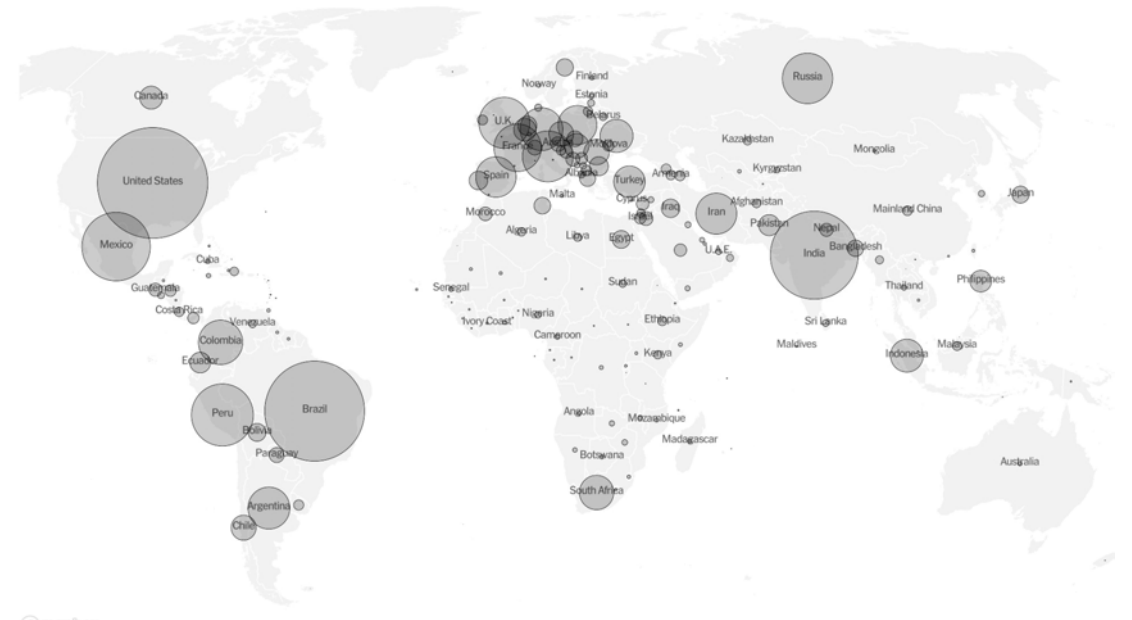 Russia
Finland
Norway
Canada
Estonia
Belarus
U.K.
Kazakhstan
Moldova
France
Mongolia
Kyrgyzstan
Armenia
Albania
Spain
United States
Turkey
Malta
Japan
Cyprus
Afghanistan
Iraq
Mainland China
Morocco
Israel
Iran
Pakistan
Algeria
Nepal
Libya
Egypt
Mexico
Bangladesh
U.A.E.
India
Cuba
Philippines
Sudan
Thailand
Guatemala
Senegal
Costa Rica
Nigeria
Ethiopia
Venezuela
Ivory Coast
Sri Lanka
Cameroon
Colombia
Maldives
Malaysia
Kenya
Indonesia
Ecuador
Brazil
Peru
Angola
Mozambique
Bolivia
Madagascar
Paraguay
Botswana
Australia
South Africa
Argentina
Chile